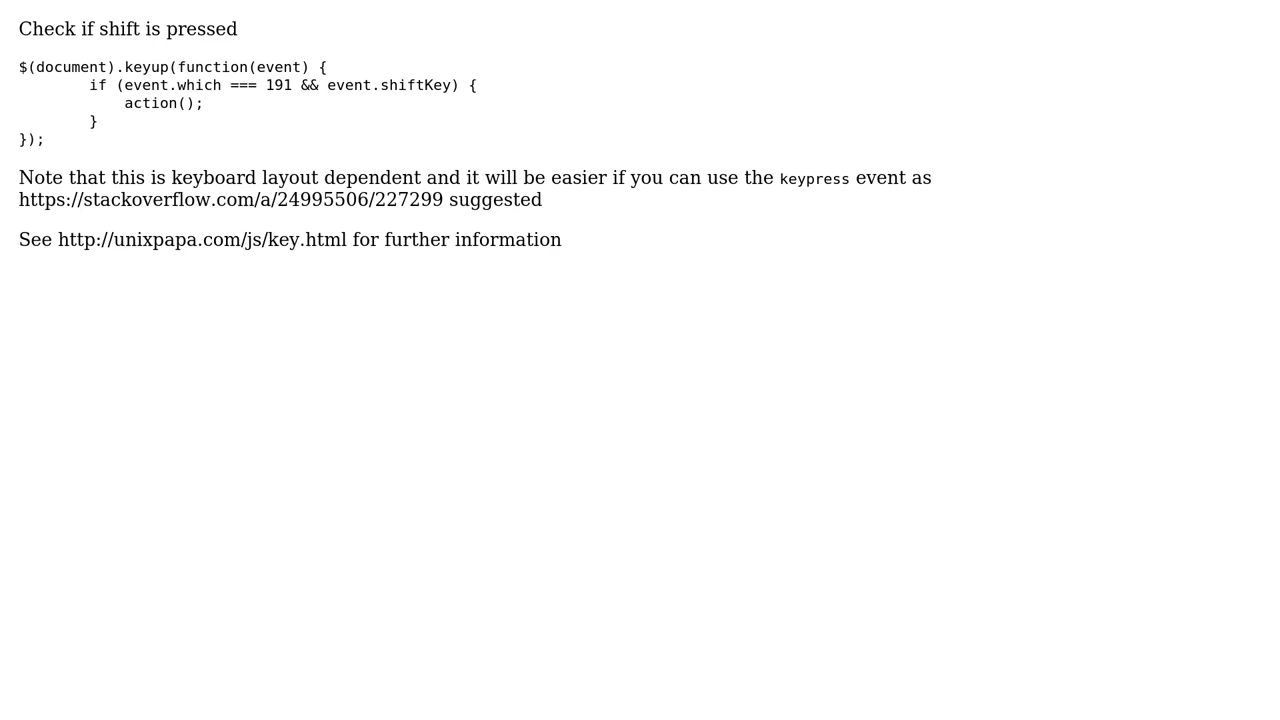 Check if shift is pressed
$(document).keyup(function(event) {
        if (event.which === 191 && event.shiftKey) {
            action();
        }
});
Note that this is keyboard layout dependent and it will be easier if you can use the keypress event as
https://stackoverflow.com/a/24995506/227299 suggested
See http://unixpapa.com/js/key.html for further information